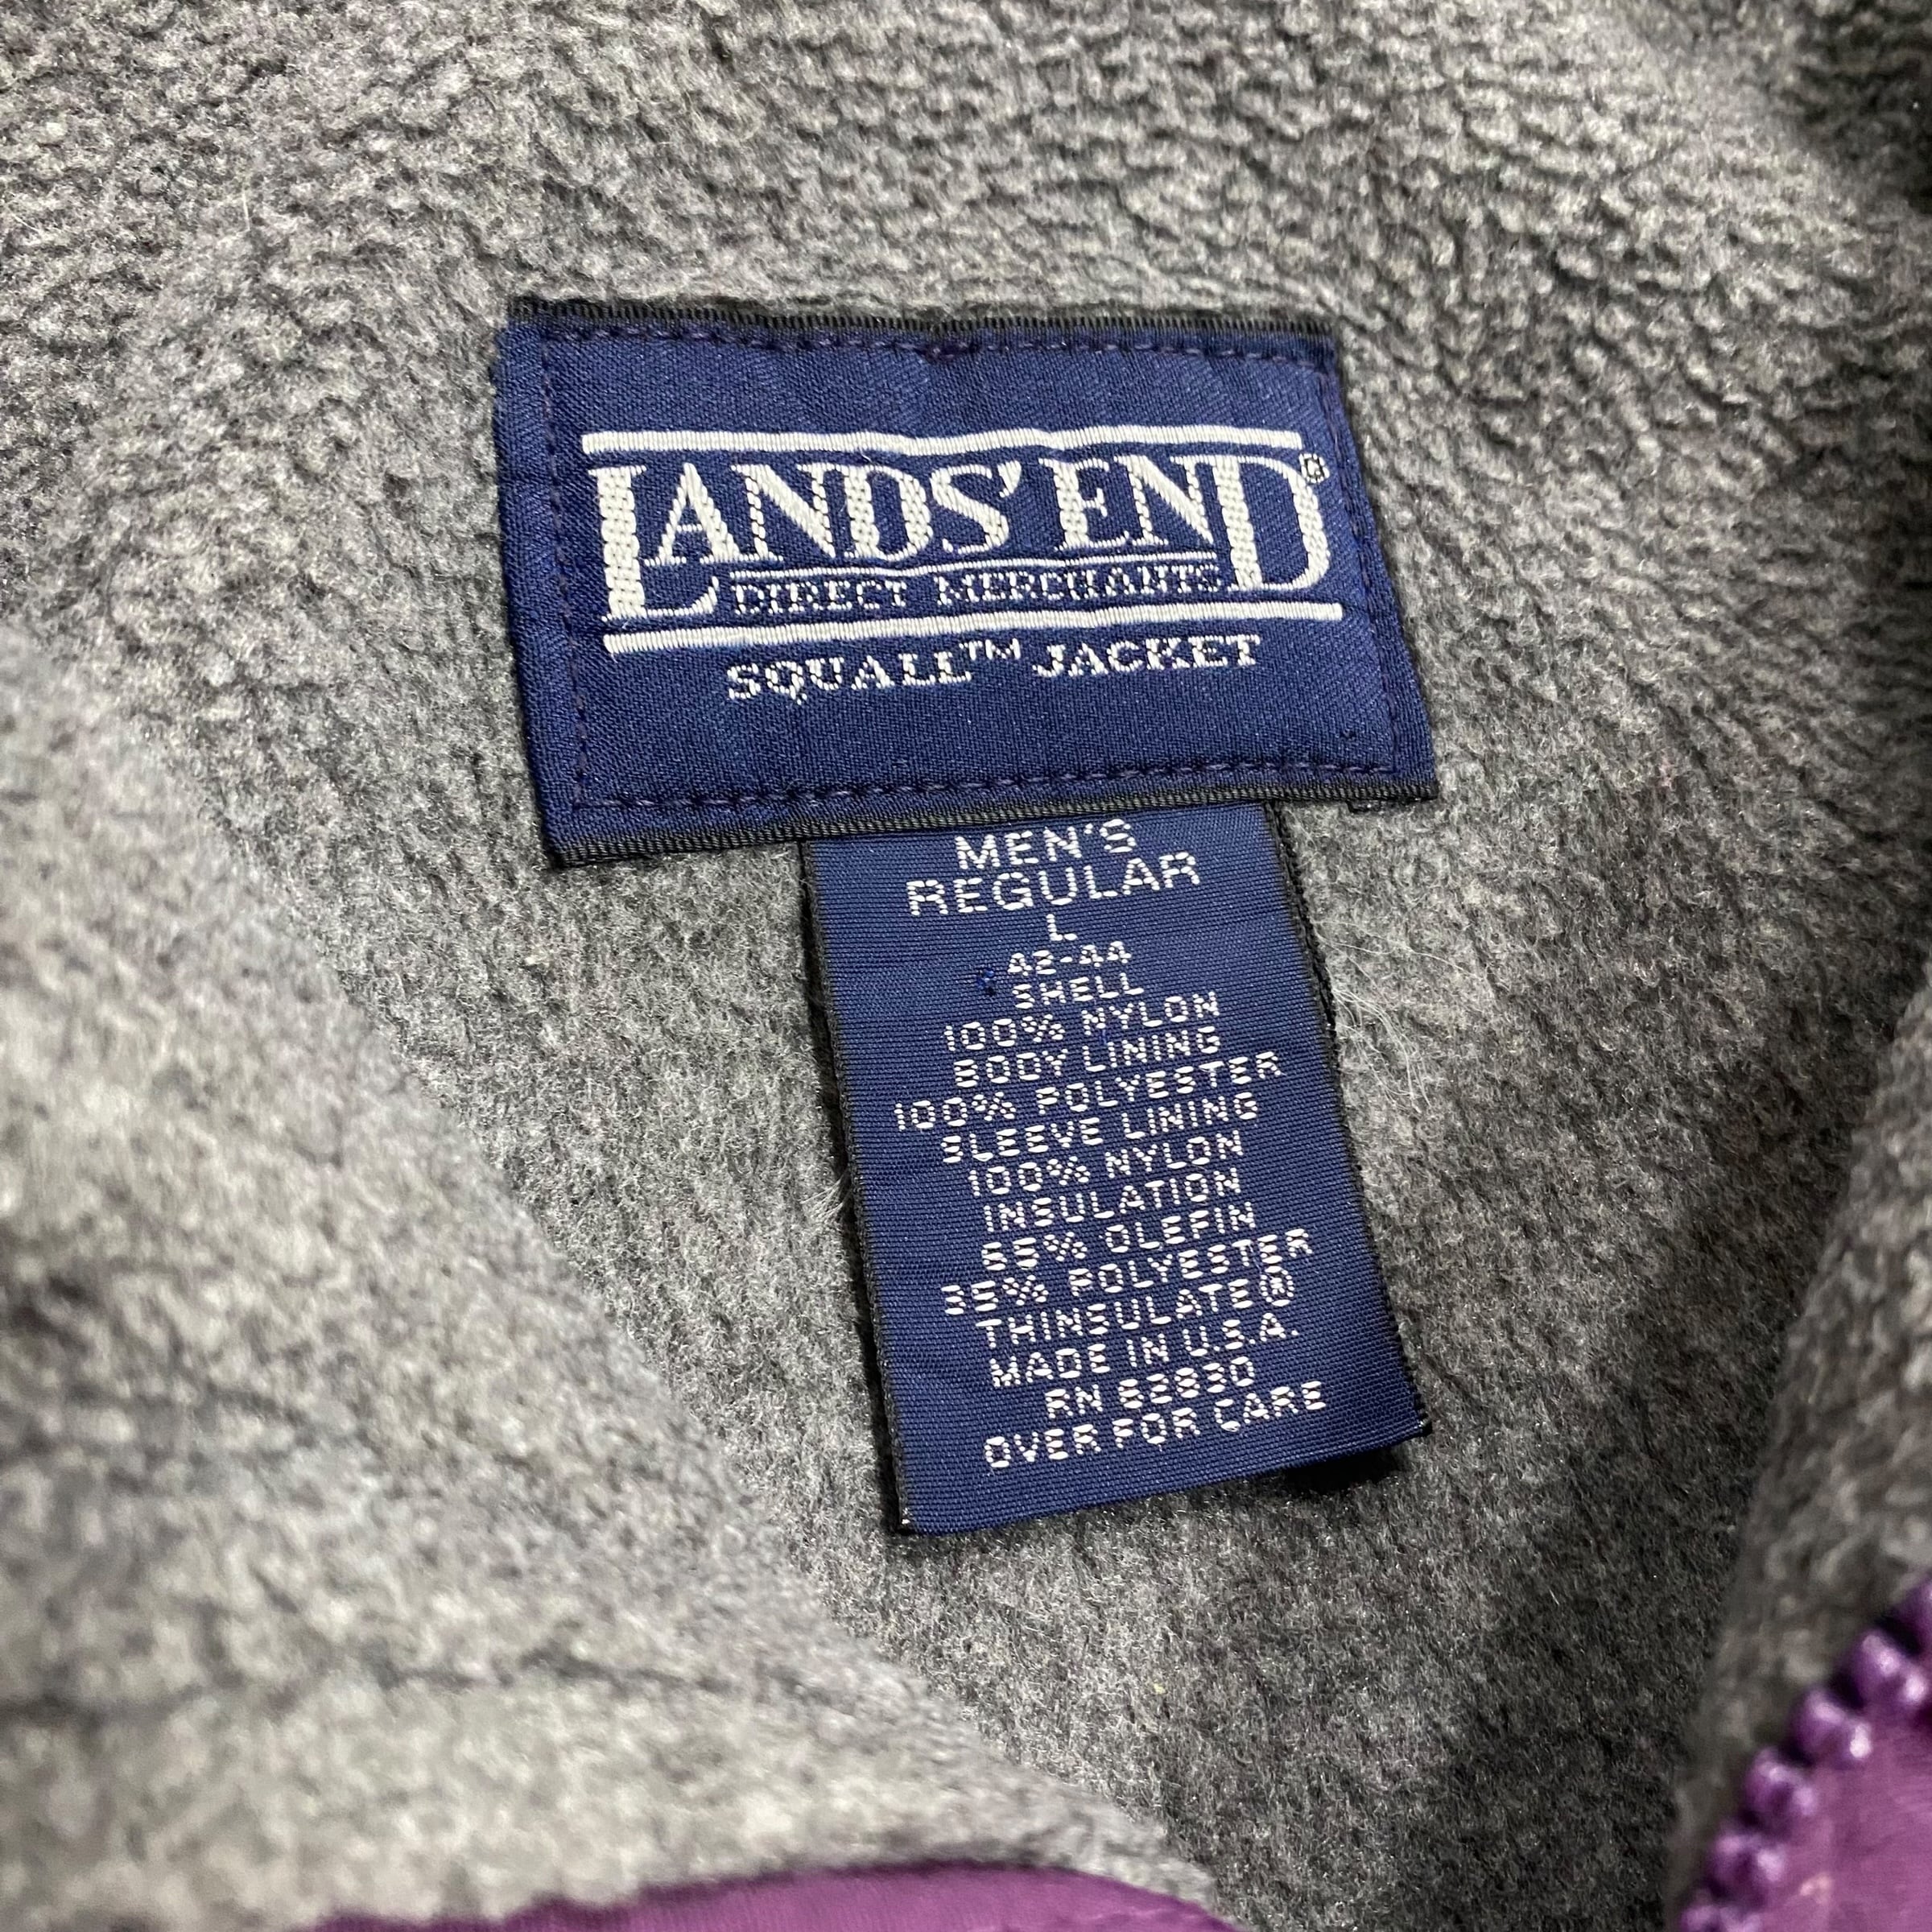 LANDS' END®
DIRECT MERCHANTS
SQUALL™ JACKET
MEN'S
REGULAR
L
42-44
SHELL
100% NYLON
BODY LINING
100% POLYESTER
SLEEVE LINING
100% NYLON
INSULATION
65% OLEFIN
35% POLYESTER
THINSULATE®
MADE IN U.S.A.
RN 62830
OVER FOR CARE